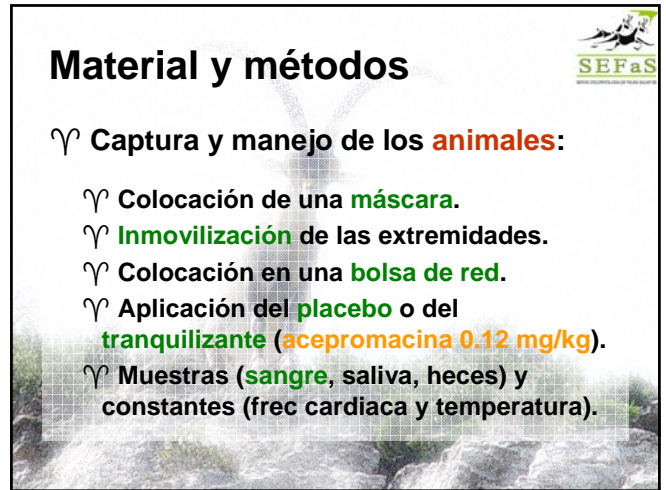 Material y métodos
SEFaS
♈ Captura y manejo de los animales:
♈ Colocación de una máscara.
♈ Inmovilización de las extremidades.
♈ Colocación en una bolsa de red.
♈ Aplicación del placebo o del
tranquilizante (acepromacina 0.12 mg/kg).
♈ Muestras (sangre, saliva, heces) y
constantes (frec cardiaca y temperatura).